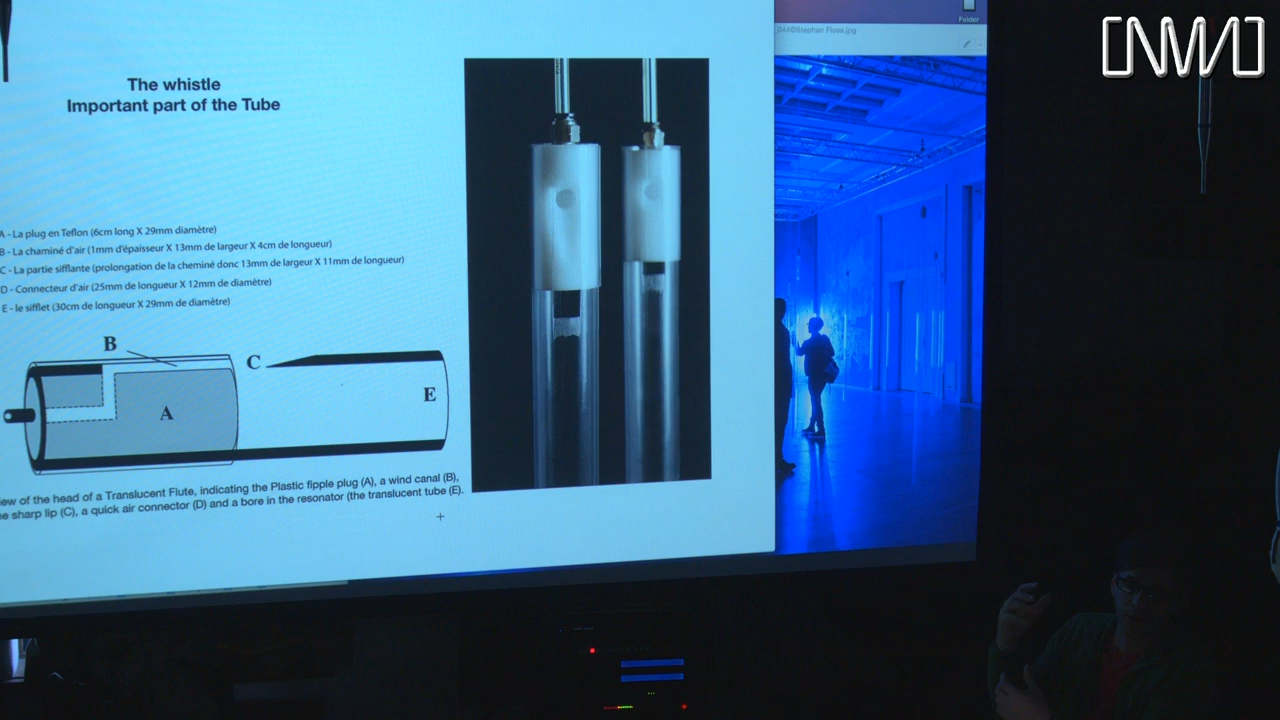 [NWA]
Folder
The whistle
Important part of the Tube
A - La plug en Teflon (6cm long X 29mm diamètre)
B - La chaminé d'air (1mm d'épaisseur X 13mm de largeur X 4cm de longueur)
C - La partie sifflante (prolongation de la cheminé donc 13mm de largeur X 11mm de longueur)
D - Connecteur d'air (25mm de longueur X 12mm de diamètre)
E - le sifflet (30cm de longueur X 29mm de diamètre)
B
C
E
A
of the head of a Translucent Flute, indicating the Plastic fipple plug (A), a wind canal (B),
sharp lip (C), a quick air connector (D) and a bore in the resonator (the translucent tube (E).